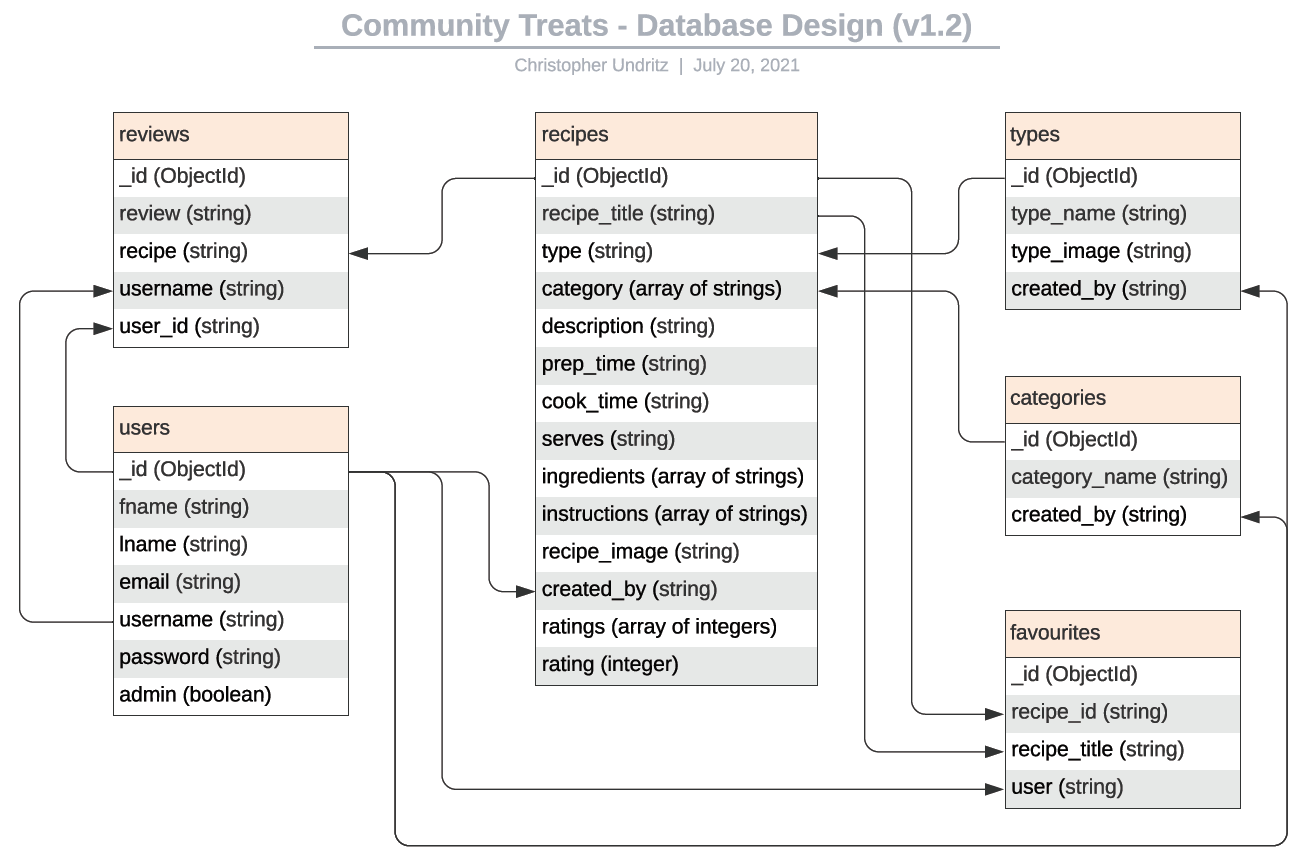 Community Treats - Database Design (v1.2)
Christopher Undritz | July 20, 2021
reviews
_id (ObjectId)
review (string)
recipe (string)
username (string)
user_id (string)
users
_id (ObjectId)
fname (string)
lname (string)
email (string)
username (string)
password (string)
admin (boolean)
recipes
_id (ObjectId)
recipe_title (string)
type (string)
category (array of strings)
description (string)
prep_time (string)
cook_time (string)
serves (string)
ingredients (array of strings)
instructions (array of strings)
recipe_image (string)
created_by (string)
ratings (array of integers)
rating (integer)
types
_id (ObjectId)
type_name (string)
type_image (string)
created_by (string)
categories
_id (ObjectId)
category_name (string)
created_by (string)
favourites
_id (ObjectId)
recipe_id (string)
recipe_title (string)
user (string)